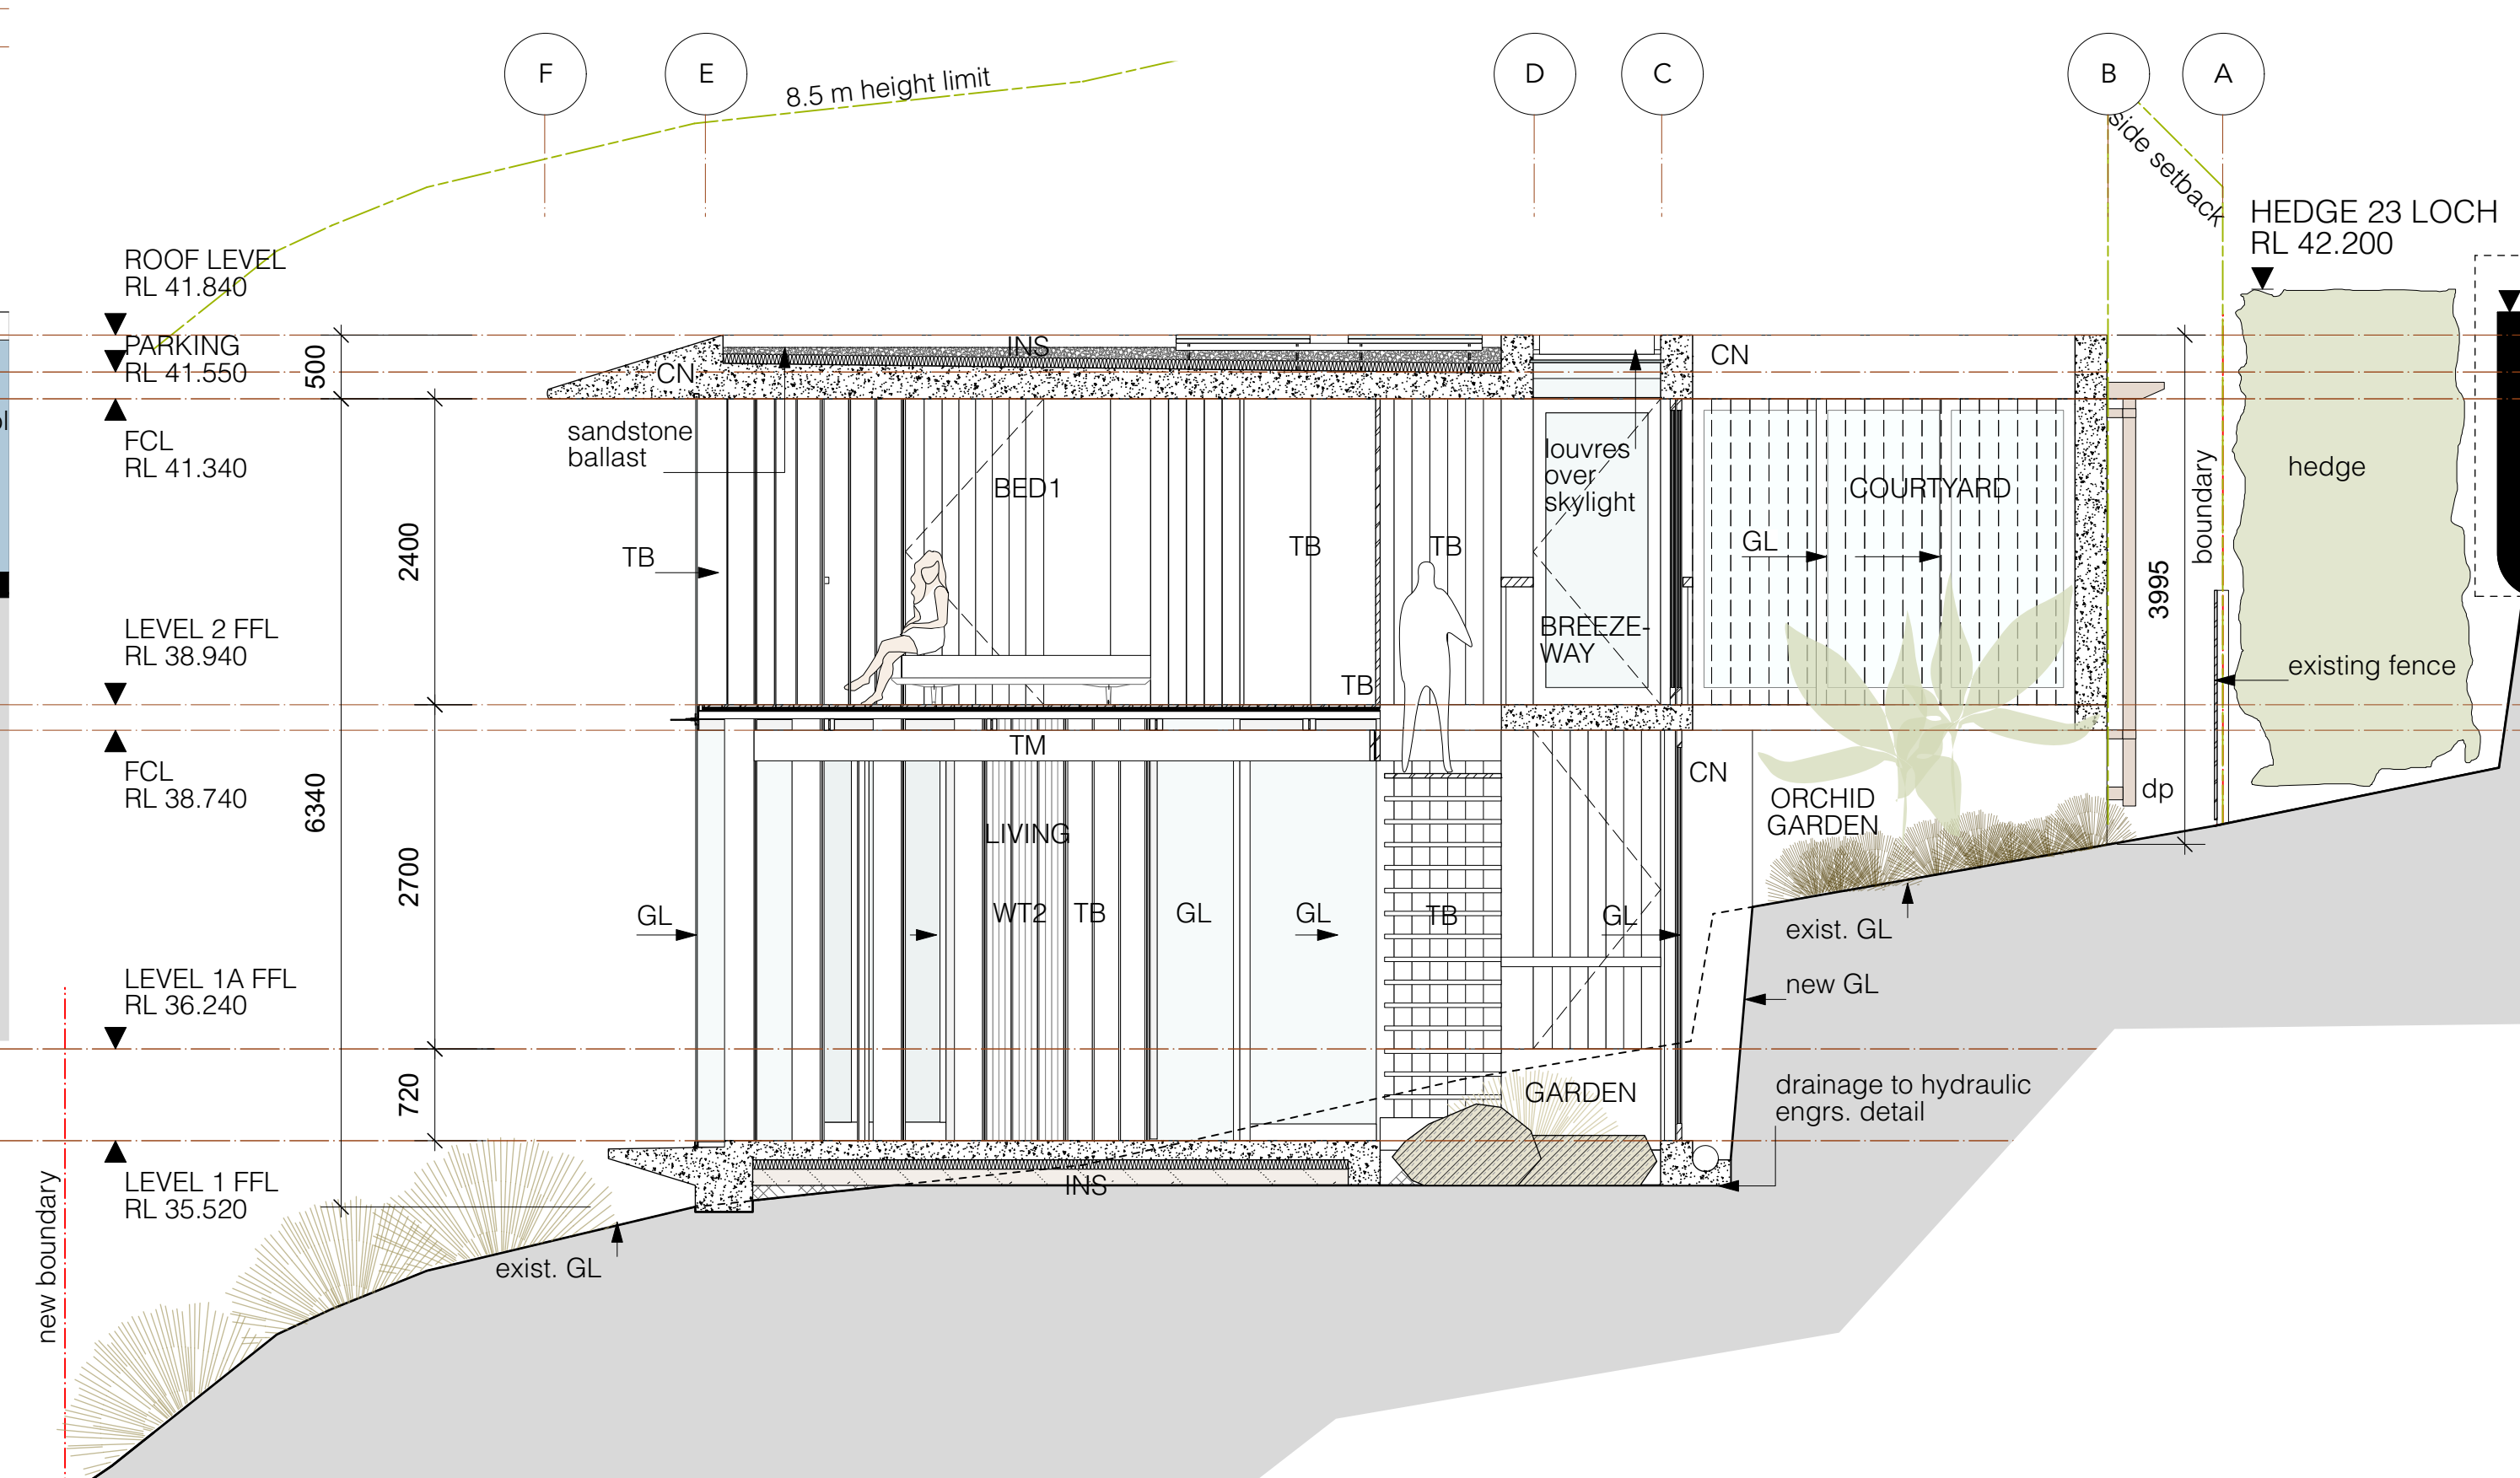 F
E
D
C
B
A
8.5 m height limit
side setback
HEDGE 23 LOCH
RL 42.200
ROOF LEVEL
RL 41.840
PARKING
RL 41.550
500
INS
CN
CN
FCL
RL 41.340
sandstone
ballast
louvres
over
skylight
BED1
COURTYARD
hedge
boundary
2400
TB
TB
TB
GL
3995
LEVEL 2 FFL
RL 38.940
BREEZE-
WAY
TB
existing fence
TM
FCL
RL 38.740
6340
CN
ORCHID
GARDEN
dp
LIVING
2700
GL
WT2
TB
GL
GL
TB
GL
exist. GL
new GL
LEVEL 1A FFL
RL 36.240
720
GARDEN
drainage to hydraulic
engrs. detail
LEVEL 1 FFL
RL 35.520
INS
new boundary
exist. GL